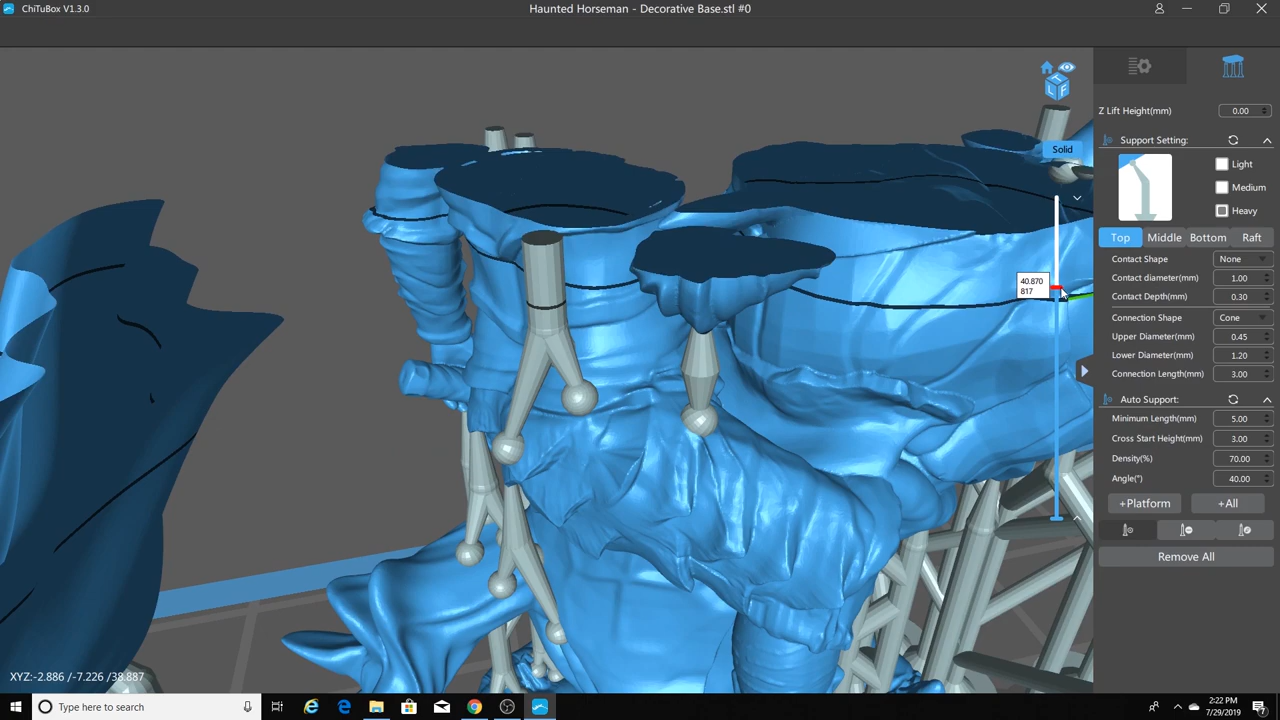 ChiTuBox V1.3.0
Haunted Horseman - Decorative Base.stl #0
T
L F
Z Lift Height(mm) 0.00
Support Setting:
Solid
Light
Medium
Heavy
Top Middle Bottom Raft
Contact Shape None
Contact diameter(mm) 1.00
40.870
817
Contact Depth(mm) 0.30
Connection Shape Cone
Upper Diameter(mm) 0.45
Lower Diameter(mm) 1.20
Connection Length(mm) 3.00
Auto Support:
Minimum Length(mm) 5.00
Cross Start Height(mm) 3.00
Density(%) 70.00
Angle(°) 40.00
+Platform +All
Remove All
XYZ:-2.886 /-7.226 /38.887
Type here to search
2:22 PM
7/29/2019